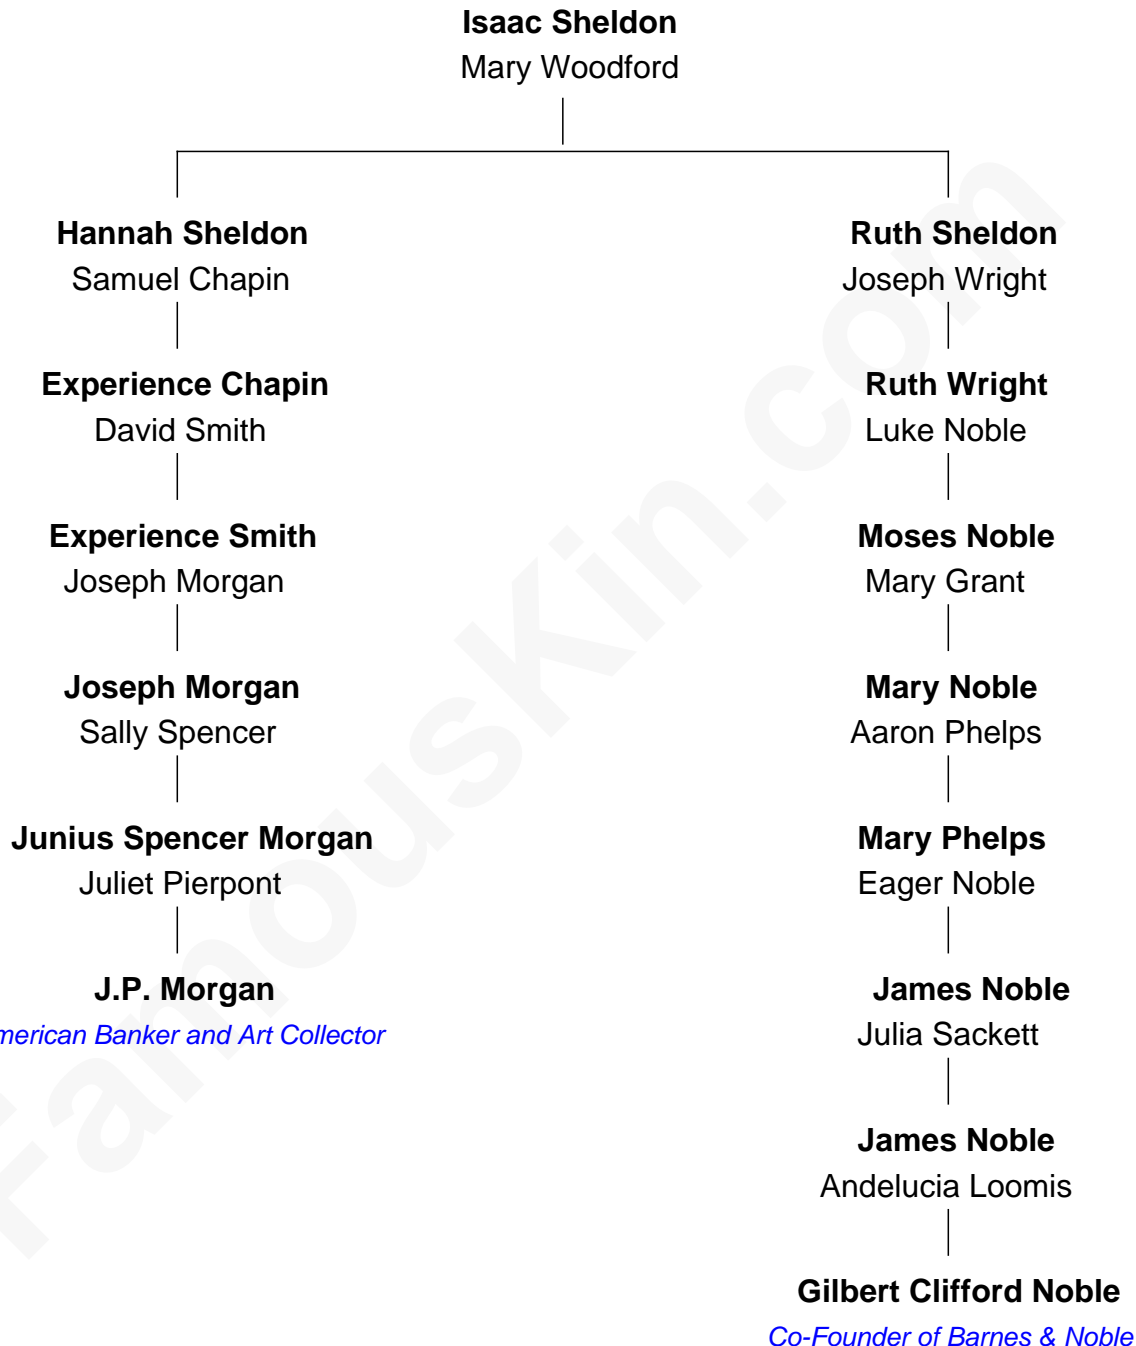 Isaac Sheldon
Mary Woodford
Hannah Sheldon
Samuel Chapin
Experience Chapin
David Smith
Experience Smith
Joseph Morgan
Joseph Morgan
Sally Spencer
Junius Spencer Morgan
Juliet Pierpont
J.P. Morgan
merican Banker and Art Collector
Ruth Sheldon
Joseph Wright
Ruth Wright
Luke Noble
Moses Noble
Mary Grant
Mary Noble
Aaron Phelps
Mary Phelps
Eager Noble
James Noble
Julia Sackett
James Noble
Andelucia Loomis
Gilbert Clifford Noble
Co-Founder of Barnes & Noble
FamousKin.com